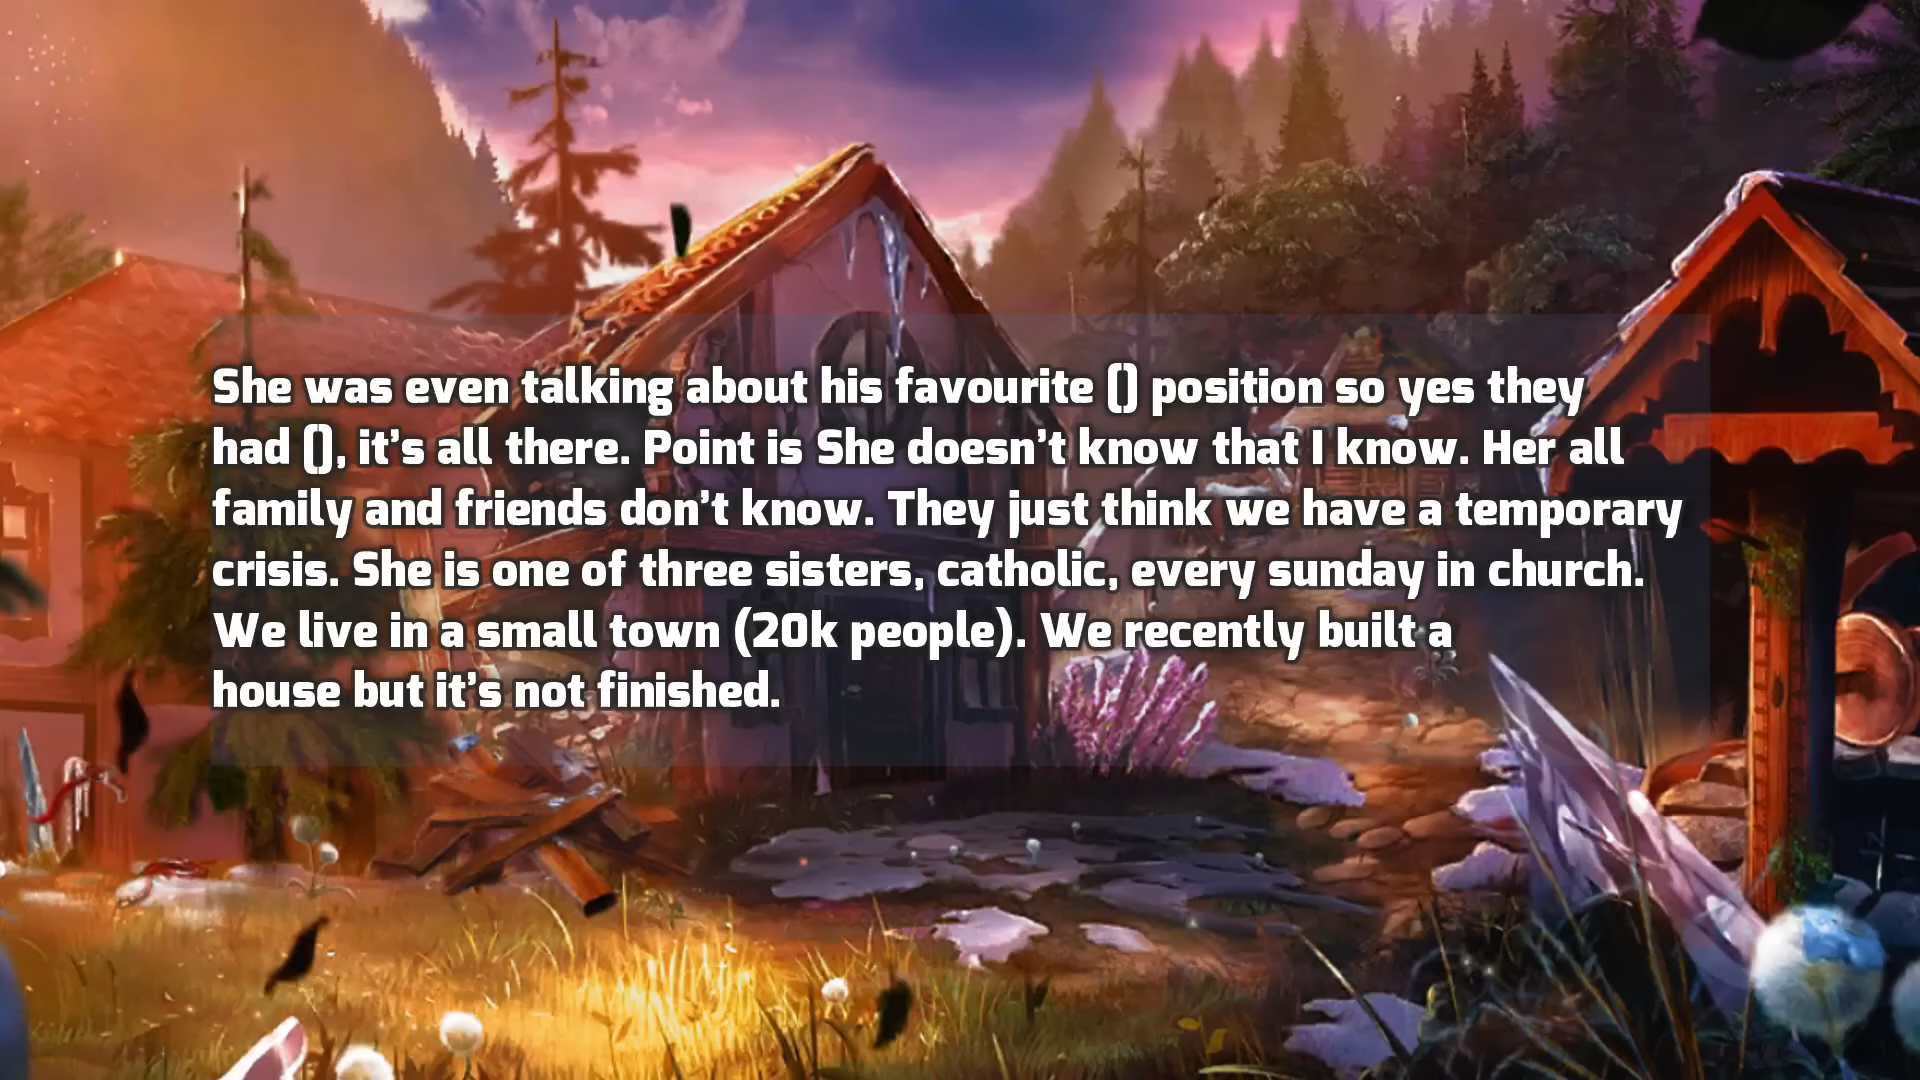 She was even talking about his favourite () position so yes they
had (), it's all there. Point is She doesn't know that I know. Her all
family and friends don't know. They just think we have a temporary
crisis. She is one of three sisters, catholic, every sunday in church.
We live in a small town (20k people). We recently built a
house but it's not finished.